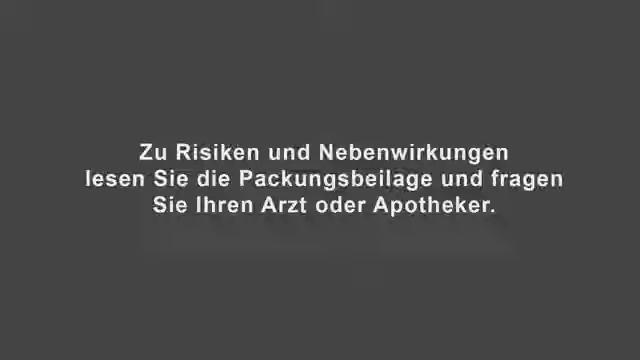 Zu Risiken und Nebenwirkungen
lesen Sie die Packungsbeilage und fragen
Sie Ihren Arzt oder Apotheker.